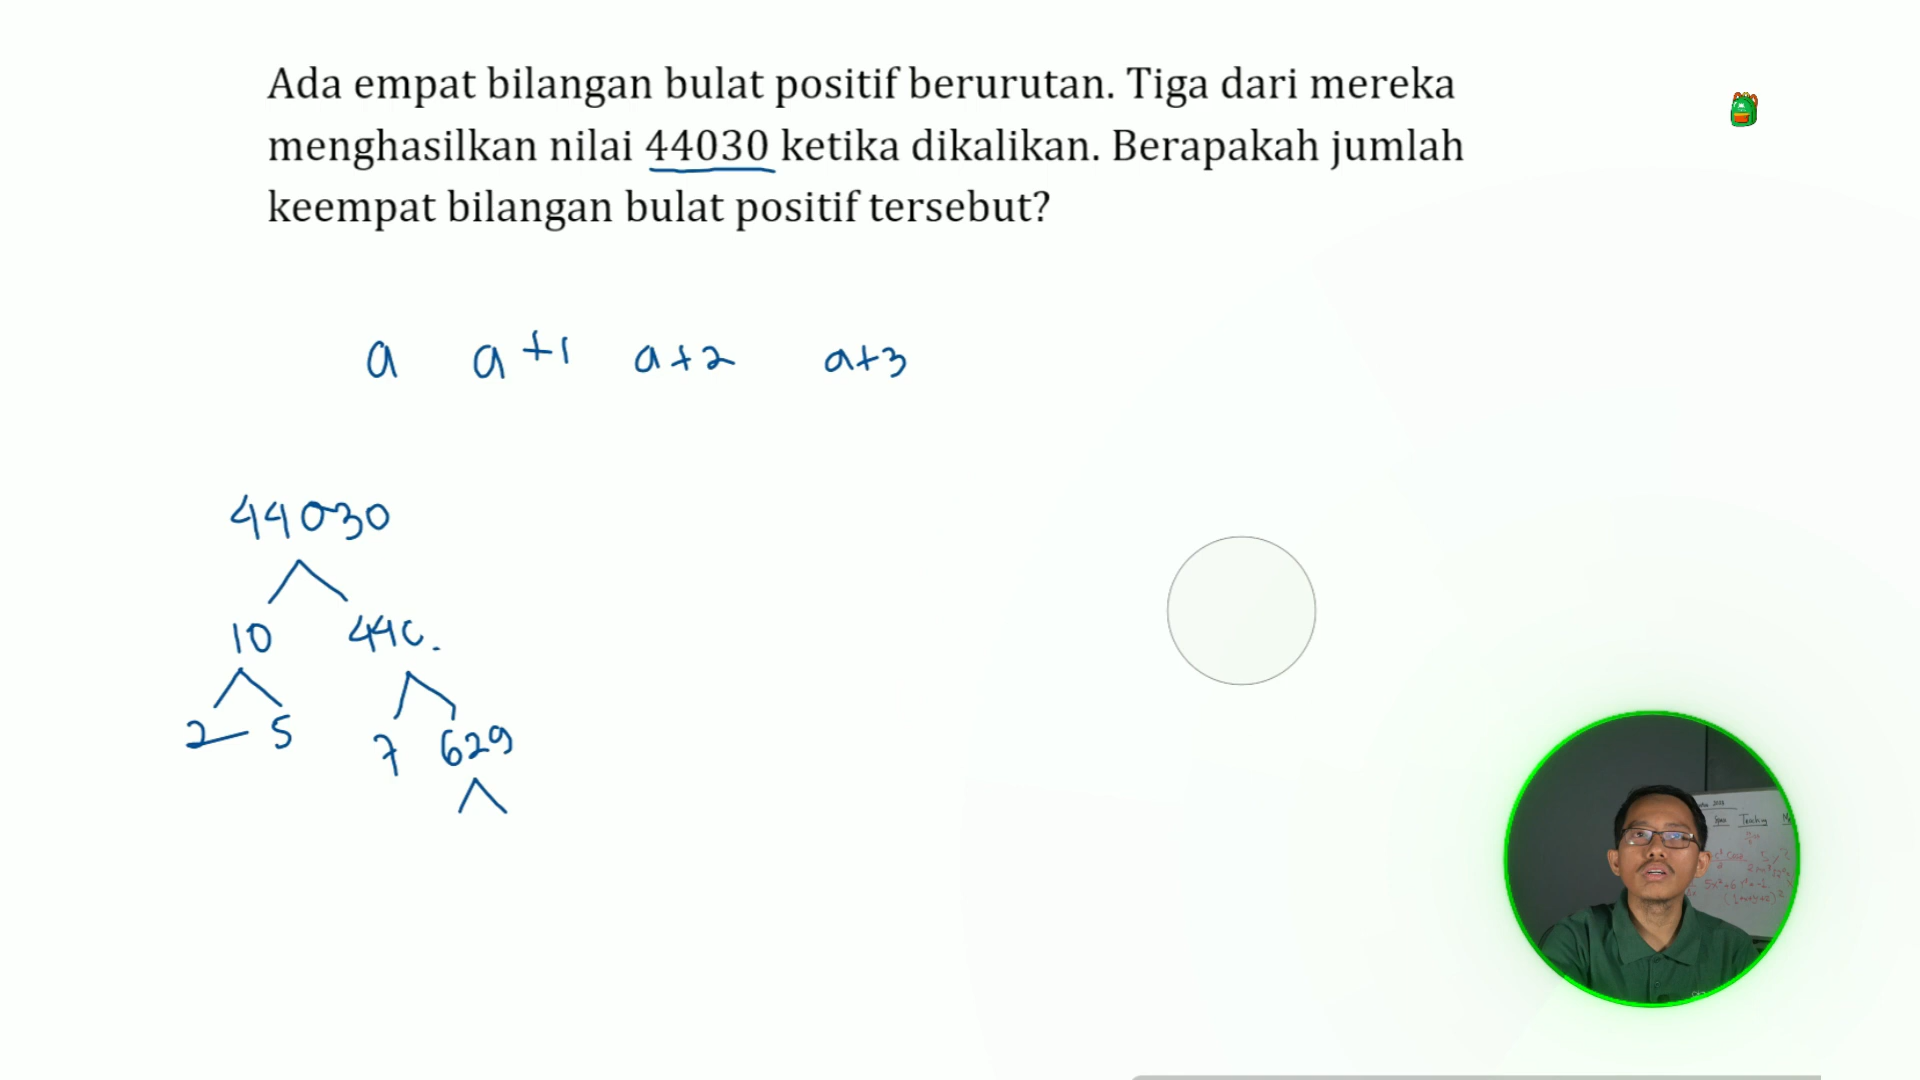 Ada empat bilangan bulat positif berurutan. Tiga dari mereka
menghasilkan nilai 44030 ketika dikalikan. Berapakah jumlah
keempat bilangan bulat positif tersebut?
a a+1 a+2 a+3
44030
10 440.
2 5 7 629
Teach